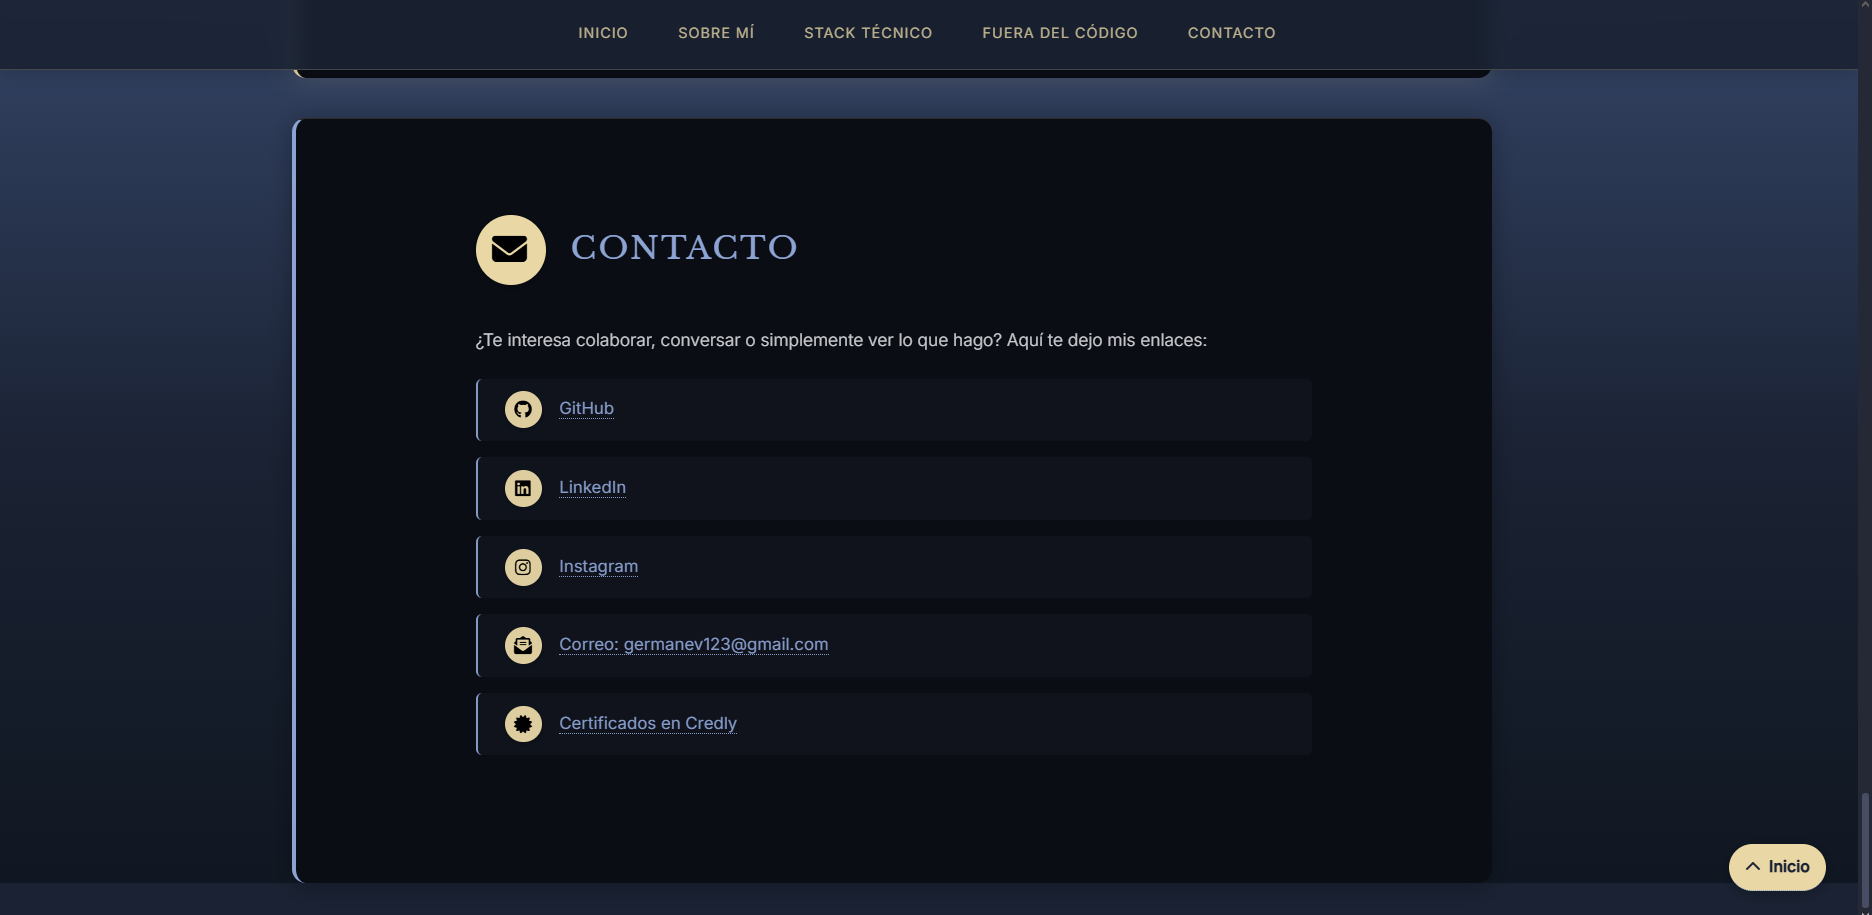 INICIO
SOBRE MÍ
STACK TÉCNICO
FUERA DEL CÓDIGO
CONTACTO
CONTACTO
¿Te interesa colaborar, conversar o simplemente ver lo que hago? Aquí te dejo mis enlaces:
GitHub
LinkedIn
Instagram
Correo: germanev123@gmail.com
Certificados en Credly
Inicio